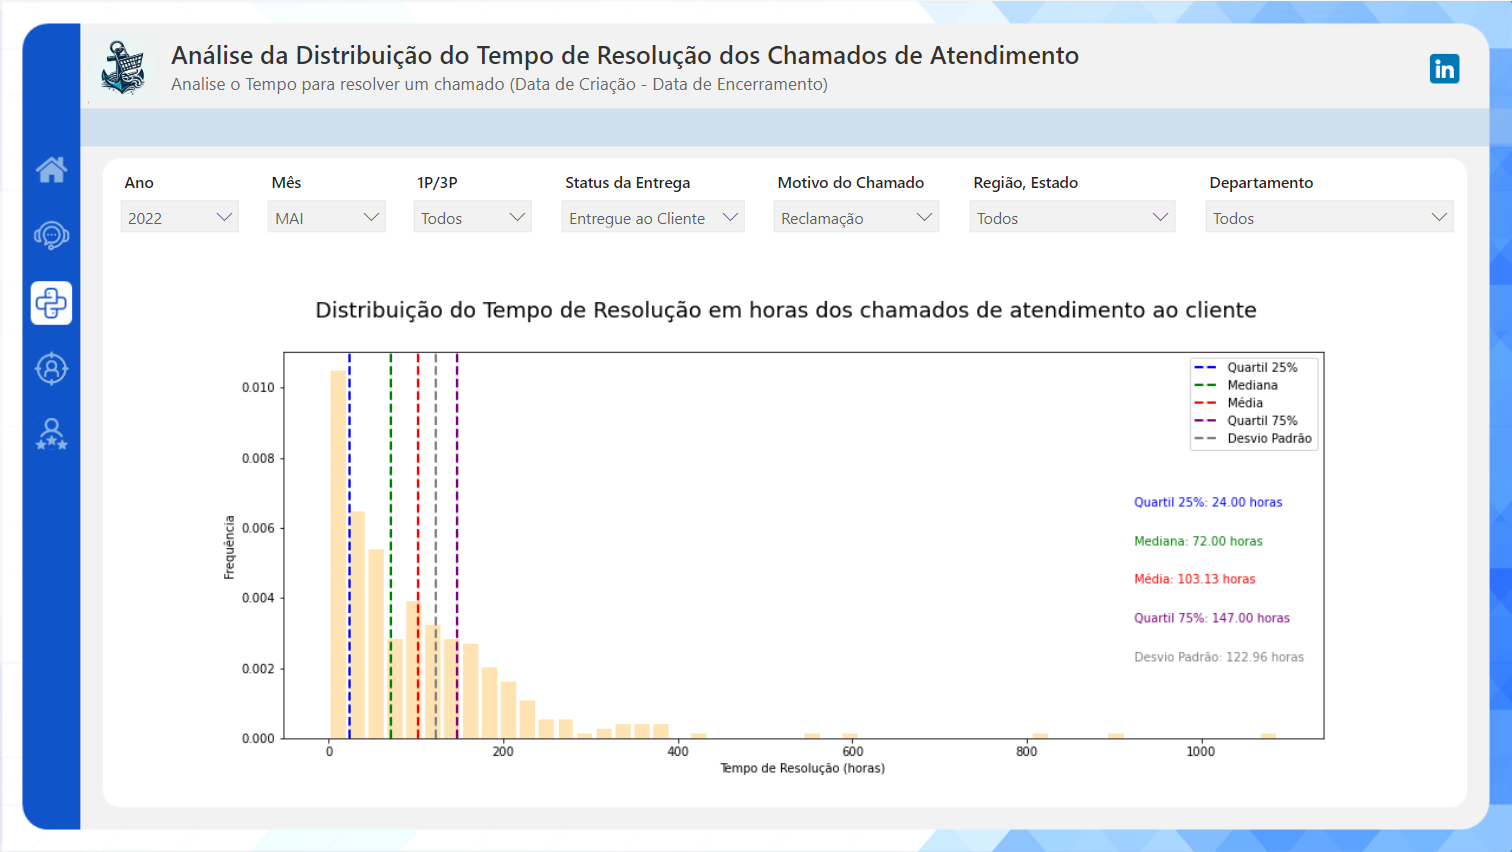 Análise da Distribuição do Tempo de Resolução dos Chamados de Atendimento
Analise o Tempo para resolver um chamado (Data de Criação - Data de Encerramento)
in
Ano
Mês
1P/3P
Status da Entrega
Motivo do Chamado
Região, Estado
Departamento
2022
MAI
Todos
Entregue ao Cliente
Reclamação
Todos
Todos
Distribuição do Tempo de Resolução em horas dos chamados de atendimento ao cliente
Quartil 25%
Mediana
Média
Quartil 75%
Desvio Padrão
Quartil 25%: 24.00 horas
Mediana: 72.00 horas
Média: 103.13 horas
Quartil 75%: 147.00 horas
Desvio Padrão: 122.96 horas
Frequência
0.010
0.008
0.006
0.004
0.002
0.000
0
200
400
600
800
1000
Tempo de Resolução (horas)